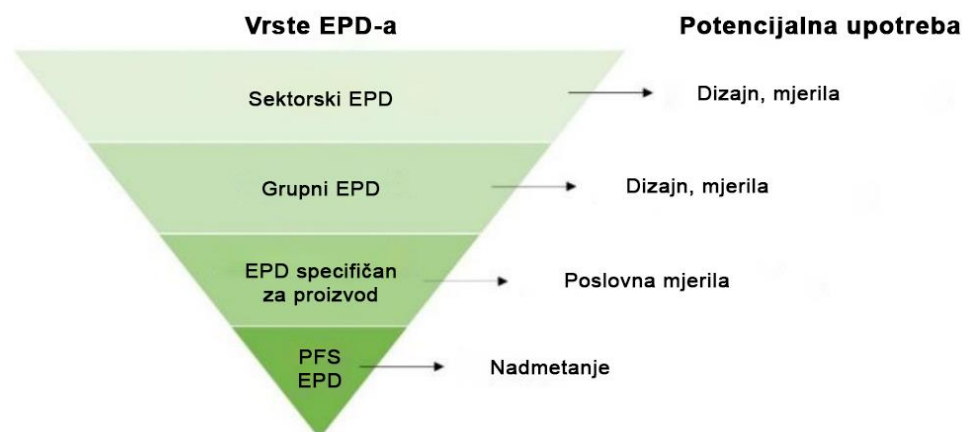 Vrste EPD-a
Potencijalna upotreba
Sektorski EPD
Dizajn, mjerila
Grupni EPD
Dizajn, mjerila
EPD specifičan
za proizvod
Poslovna mjerila
PFS
EPD
Nadmetanje